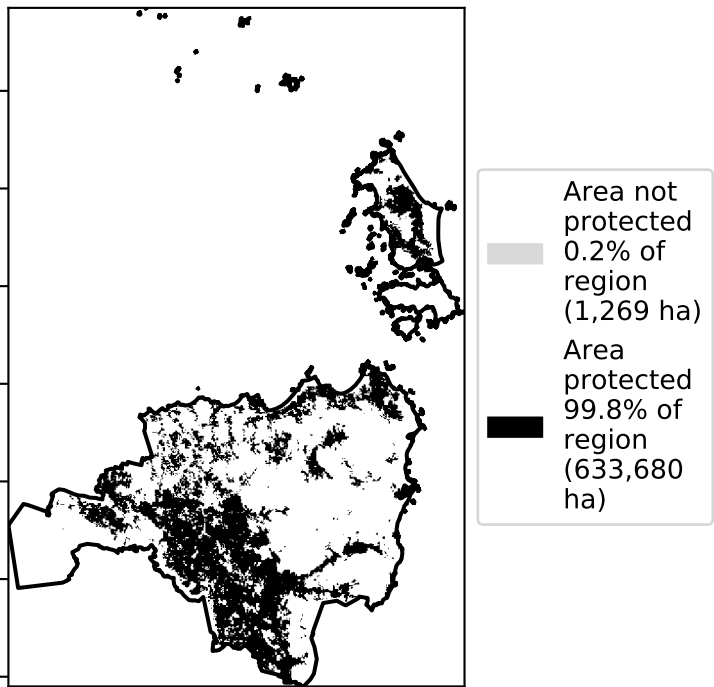 Area not
protected
0.2% of
region
(1,269 ha)
Area
protected
99.8% of
region
(633,680
ha)